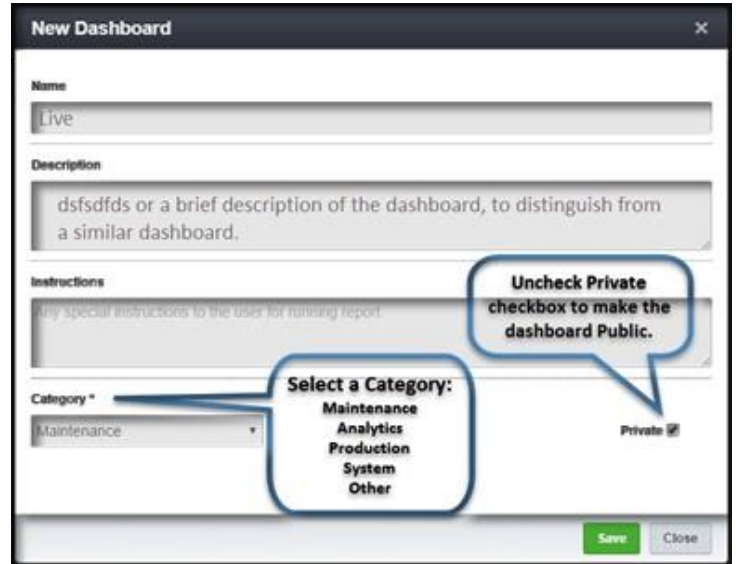 New Dashboard ×
Name
Live
Description
dsfsdfds or a brief description of the dashboard, to distinguish from
a similar dashboard.
Instructions
Any special instructions to the user for running report
Uncheck Private
checkbox to make the
dashboard Public.
Category *
Maintenance
Select a Category:
Maintenance
Analytics
Production
System
Other
Private
Save Close